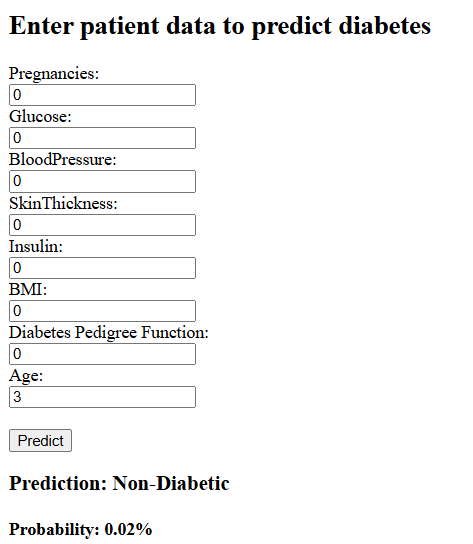 Enter patient data to predict diabetes
Pregnancies:
0
Glucose:
0
BloodPressure:
0
SkinThickness:
0
Insulin:
0
BMI:
0
Diabetes Pedigree Function:
0
Age:
3
Predict
Prediction: Non-Diabetic
Probability: 0.02%